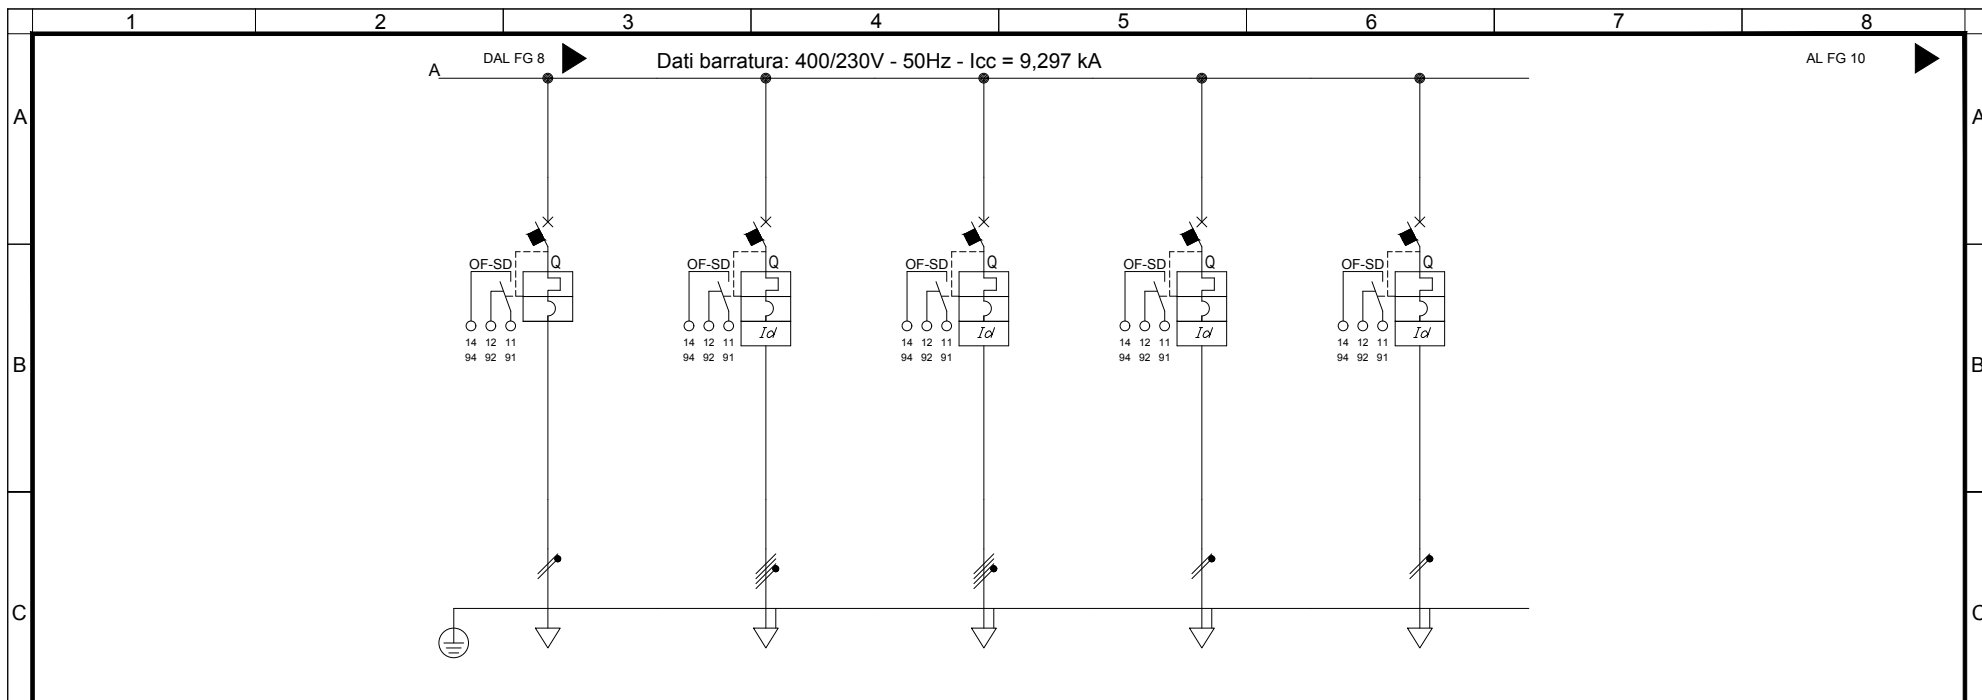 1 2 3 4 5 6 7 8
DAL FG 8 Dati barratura: 400/230V - 50Hz - Icc = 9,297 kA AL FG 10
A
A A
OF-SD Q OF-SD Q OF-SD Q OF-SD Q OF-SD Q
Id Id Id Id
14 12 11 14 12 11 14 12 11 14 12 11 14 12 11
94 92 91 94 92 91 94 92 91 94 92 91 94 92 91
B B
C C